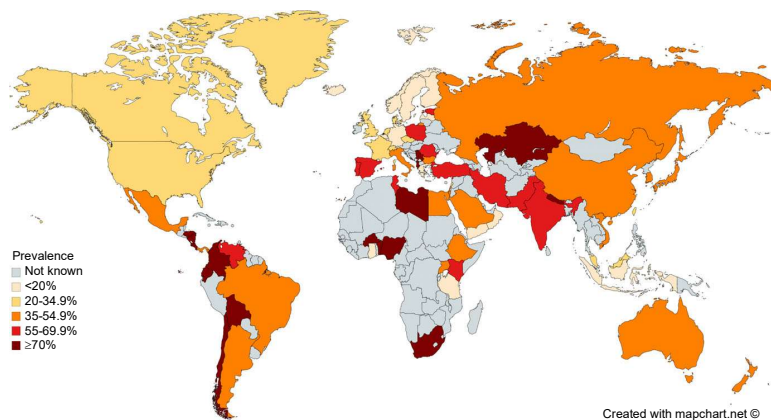 Prevalence
Not known
<20%
20-34.9%
35-54.9%
55-69.9%
≥70%
Created with mapchart.net ©